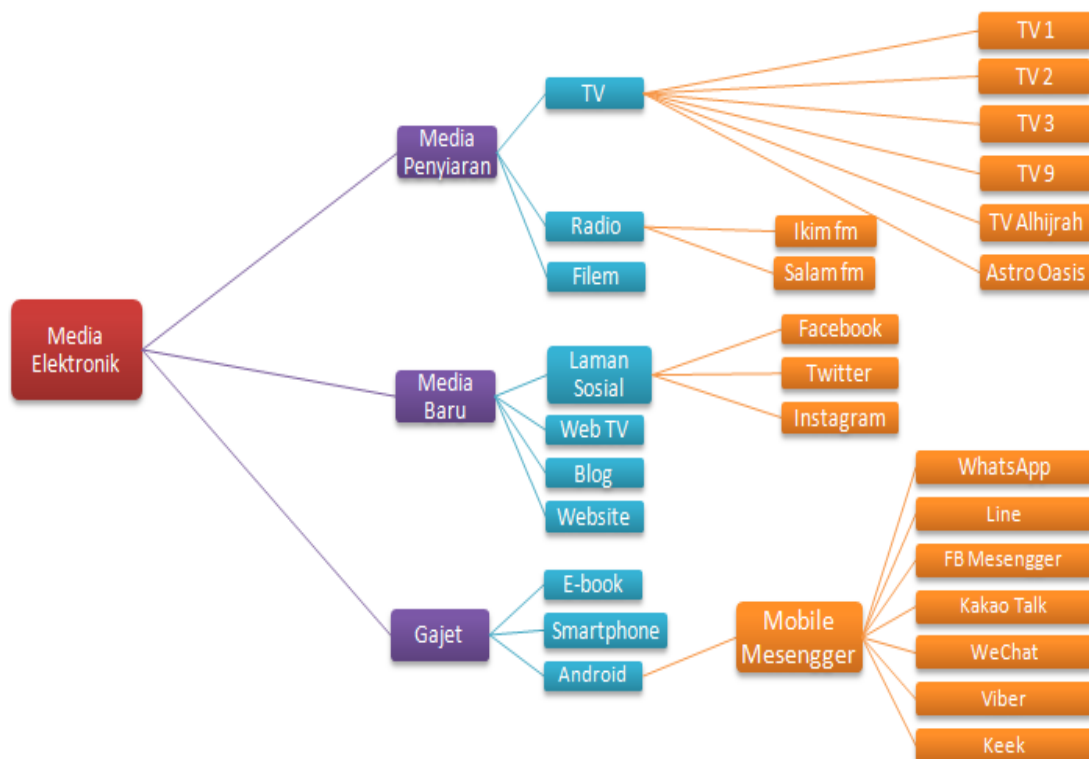 Media
Elektronik
Media
Penyiaran
TV
TV 1
TV 2
TV 3
TV 9
TV Alhijrah
Astro Oasis
Radio
Ikim fm
Salam fm
Filem
Media
Baru
Laman
Sosial
Facebook
Twitter
Instagram
Web TV
Blog
Website
Gajet
E-book
Smartphone
Android
Mobile
Mesengger
WhatsApp
Line
FB Mesengger
Kakao Talk
WeChat
Viber
Keek